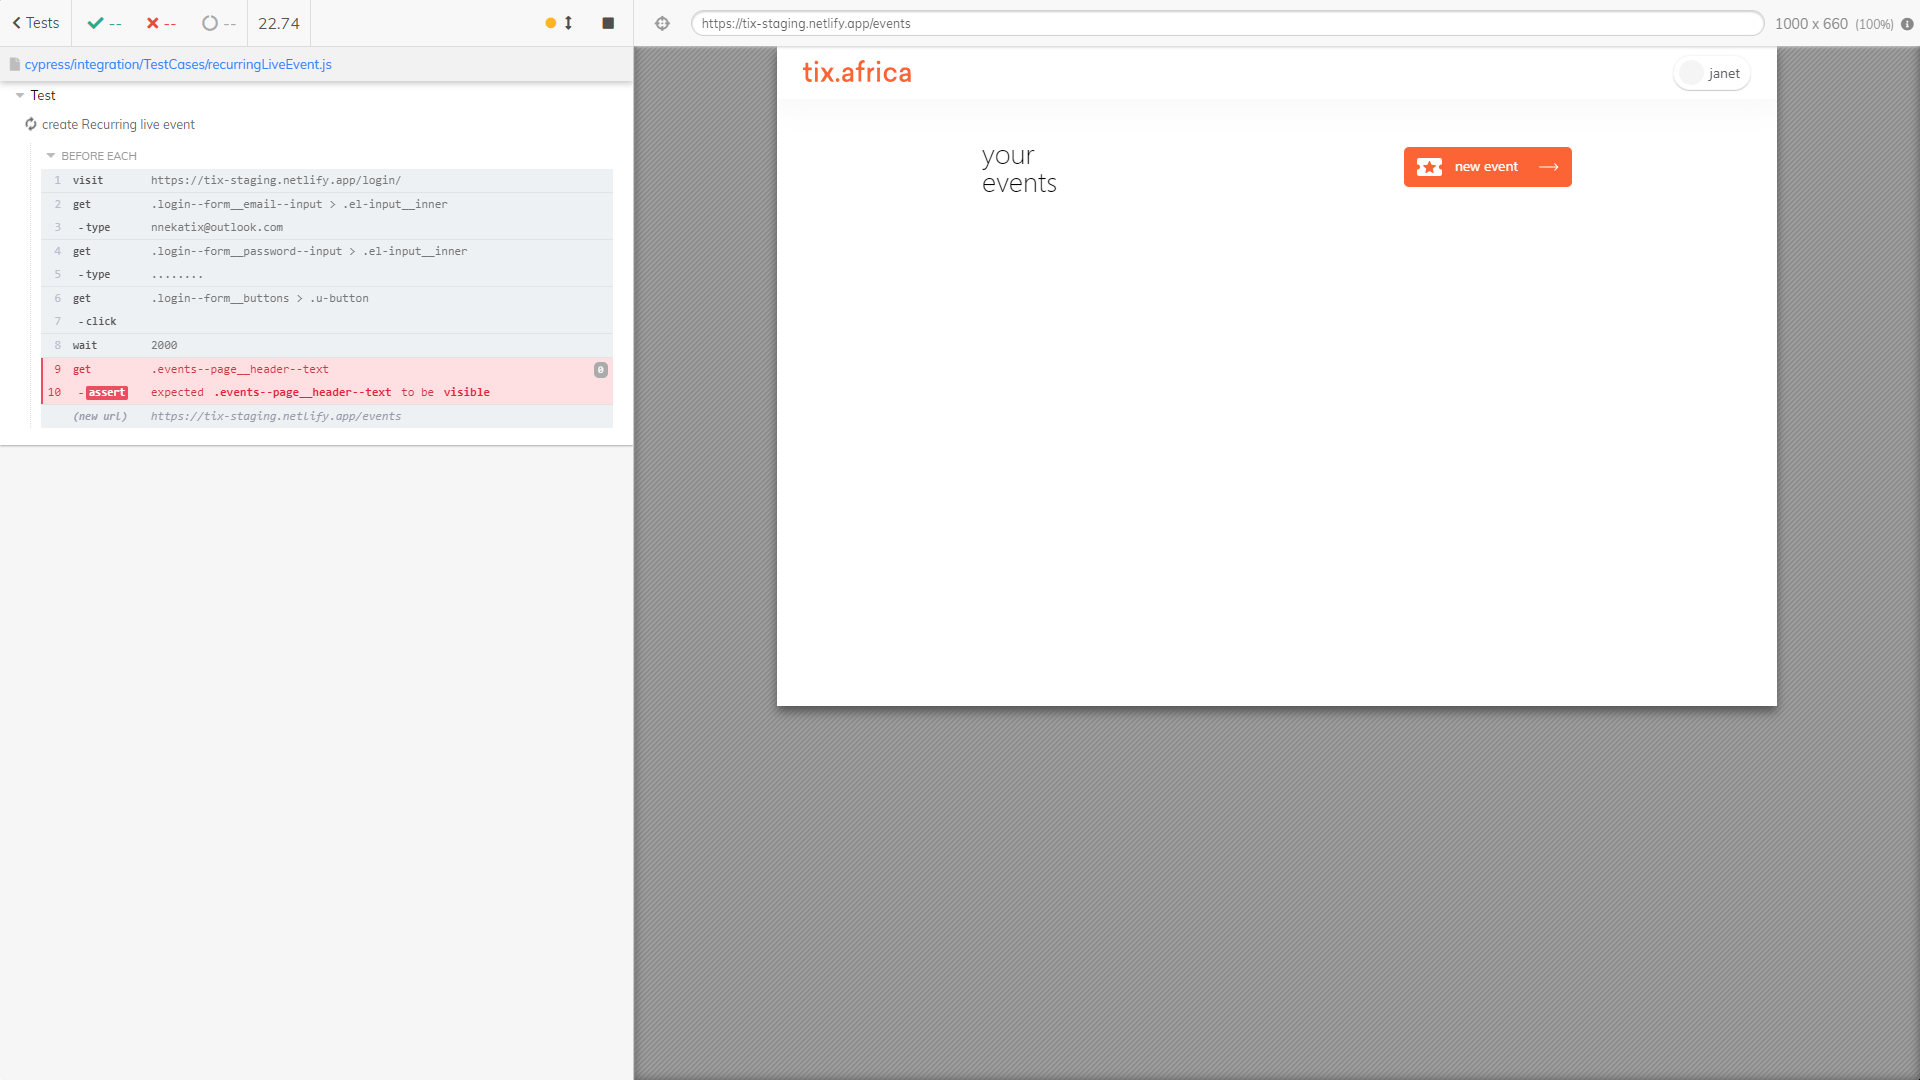 Tests -- -- -- 22.74
https://tix-staging.netlify.app/events
1000 x 660 (100%)
cypress/integration/TestCases/recurringLiveEvent.js
Test
create Recurring live event
BEFORE EACH
1 visit https://tix-staging.netlify.app/login/
2 get .login--form__email--input > .el-input__inner
3 -type nnekatix@outlook.com
4 get .login--form__password--input > .el-input__inner
5 -type ........
6 get .login--form__buttons > .u-button
7 -click
8 wait 2000
9 get .events--page__header--text 0
10 -assert expected .events--page__header--text to be visible
(new url) https://tix-staging.netlify.app/events
tix.africa
janet
your
events
new event